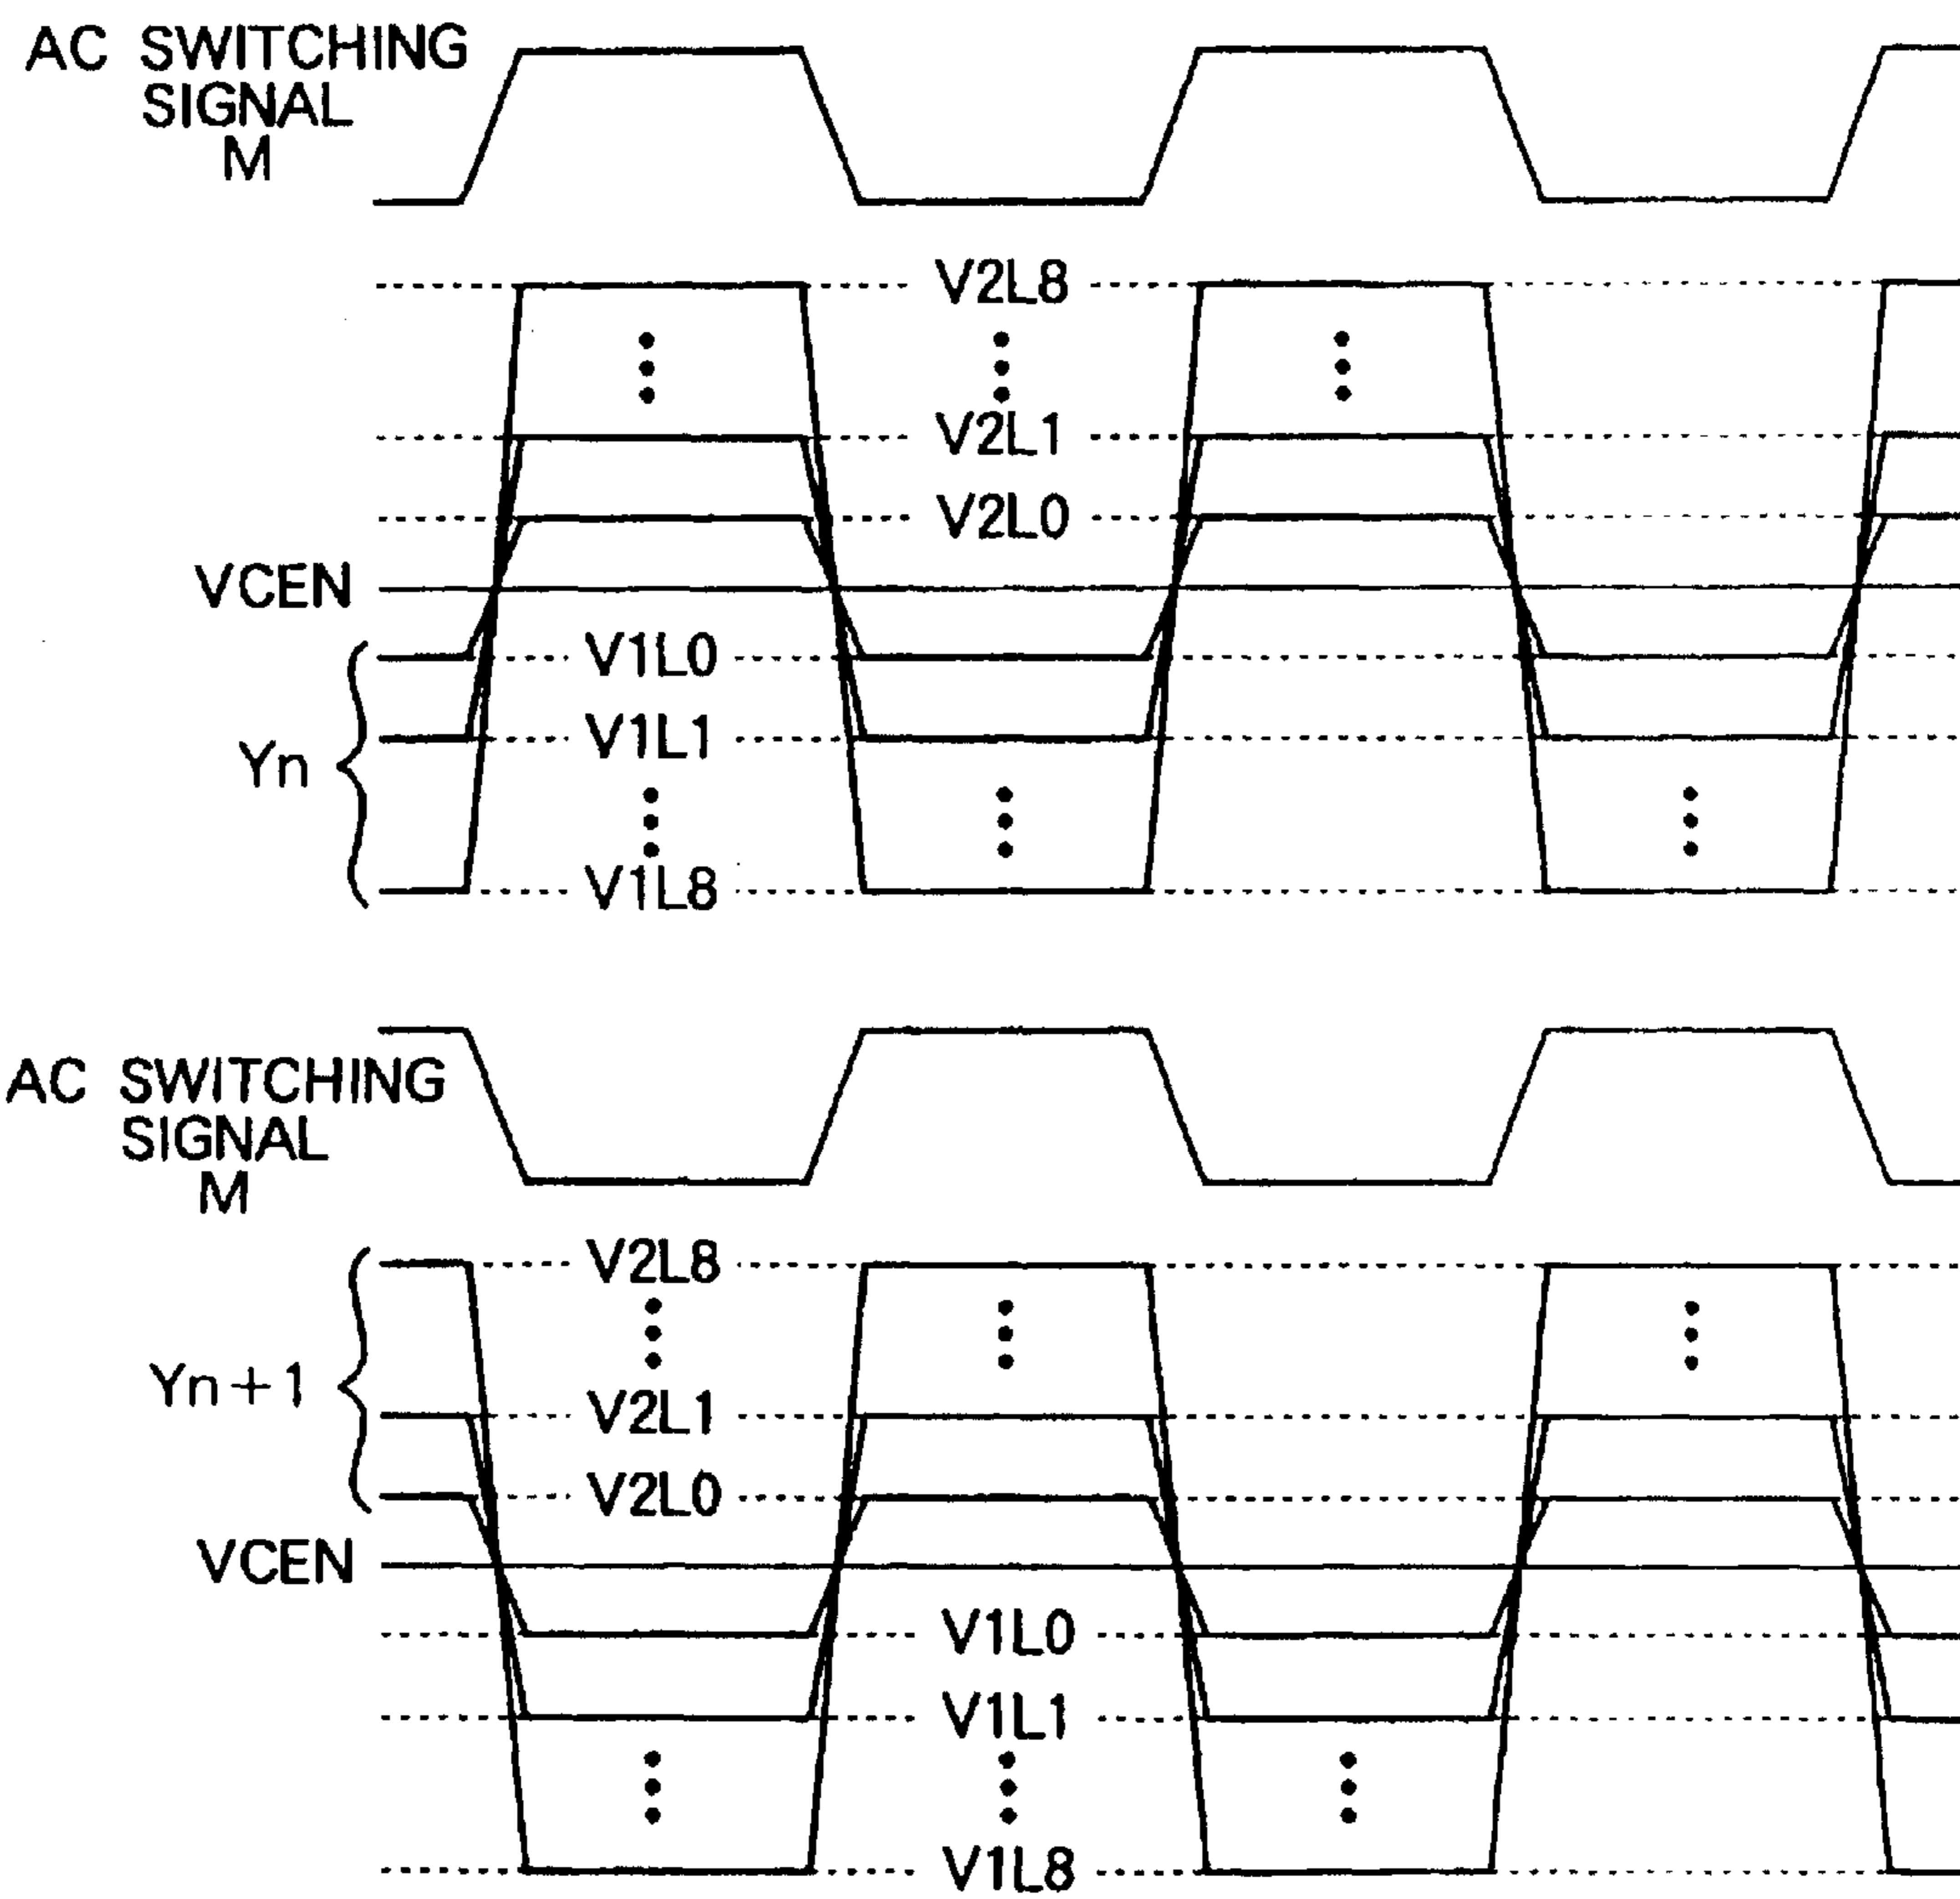 AC SWITCHING
SIGNAL
M
V2L8
V2L1
V2L0
VCEN
V1L0
Yn
V1L1
V1L8
AC SWITCHING
SIGNAL
M
V2L8
Yn+1
V2L1
V2L0
VCEN
V1L0
V1L1
V1L8